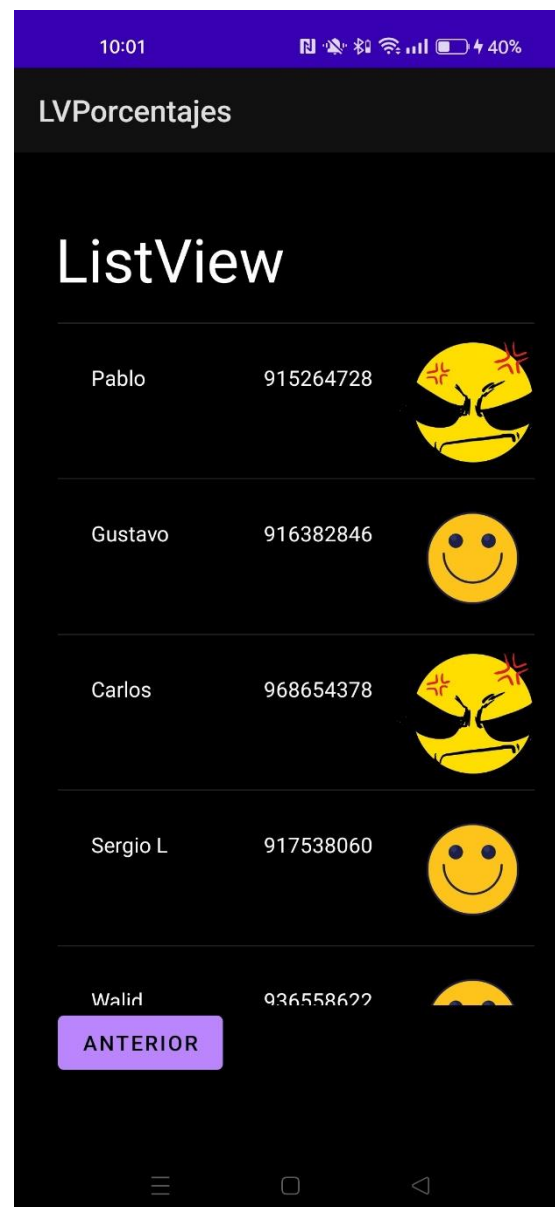 10:01 40%
LVPorcentajes
ListView
Pablo 915264728
Gustavo 916382846
Carlos 968654378
Sergio L 917538060
Walid 936558622
ANTERIOR